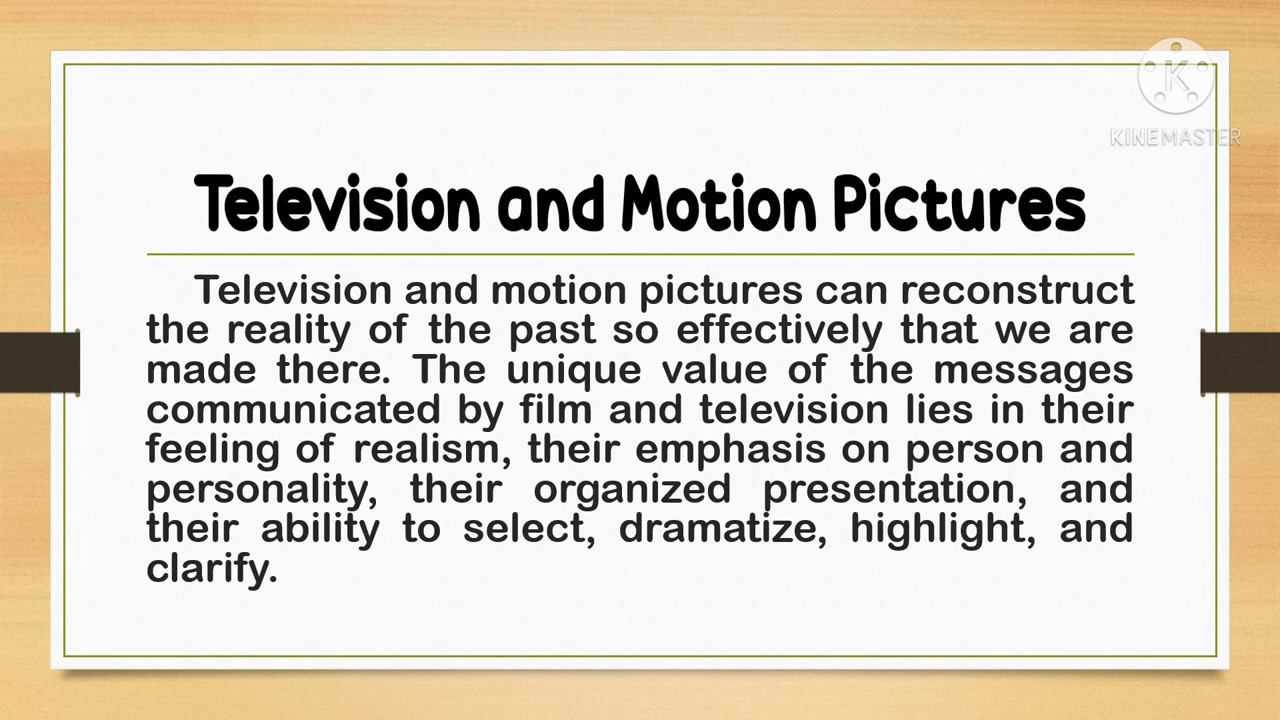 K
KINEMASTER
Television and Motion Pictures
Television and motion pictures can reconstruct
the reality of the past so effectively that we are
made there. The unique value of the messages
communicated by film and television lies in their
feeling of realism, their emphasis on person and
personality, their organized presentation, and
their ability to select, dramatize, highlight, and
clarify.